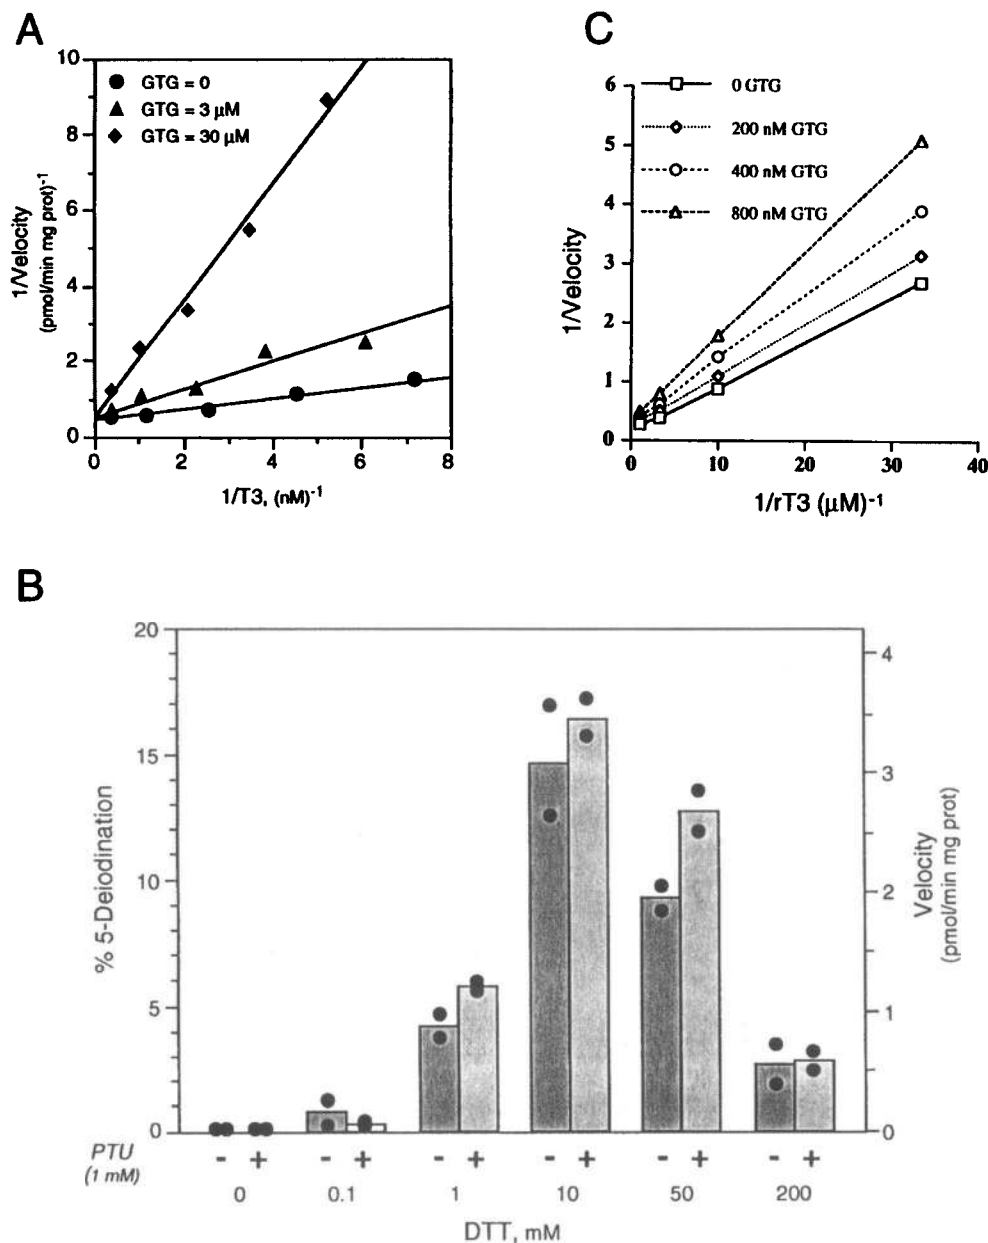 A
10
8
6
4
2
0
0 2 4 6 8
1/Velocity
(pmol/min mg prot)-1
GTG = 0
GTG = 3 µM
GTG = 30 µM
1/T3, (nM)-1
C
6
5
4
3
2
1
0
0 10 20 30 40
1/Velocity
0 GTG
200 nM GTG
400 nM GTG
800 nM GTG
1/rT3 (µM)-1
B
20
15
10
5
0
% 5-Deiodination
4
3
2
1
0
Velocity
(pmol/min mg prot)
PTU
(1 mM)
- + - + - + - + - + - +
0 0.1 1 10 50 200
DTT, mM